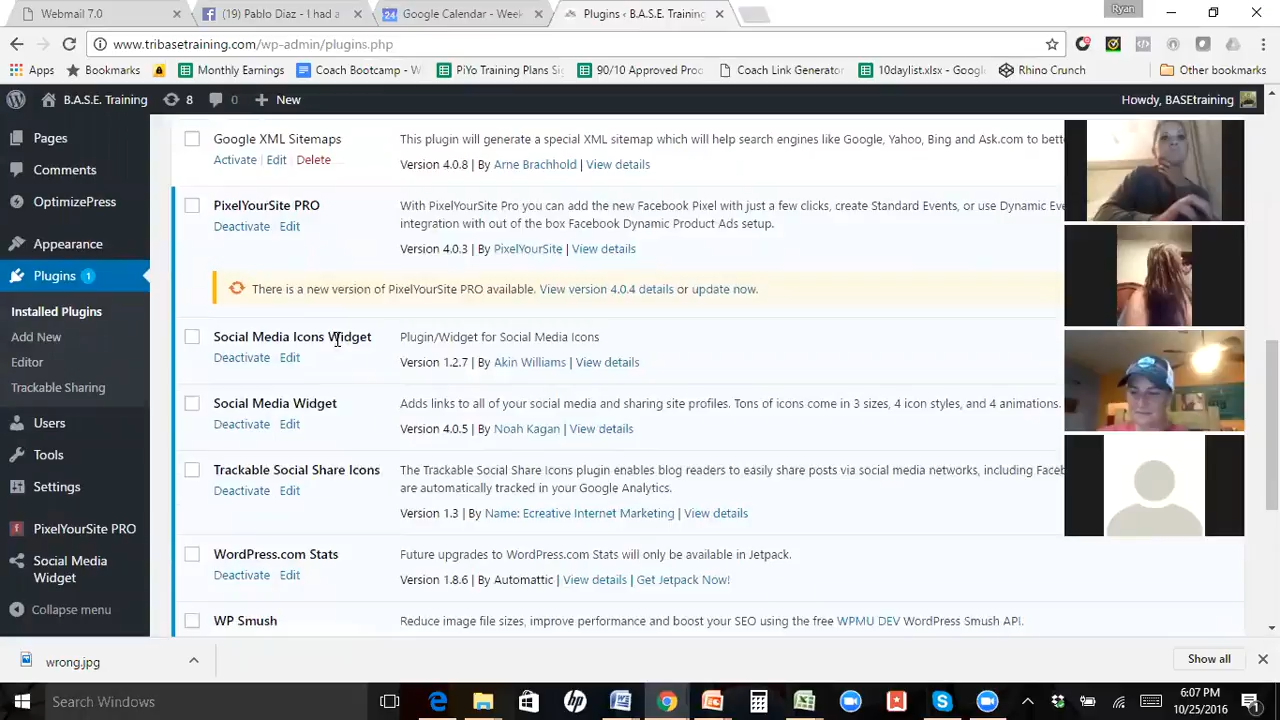 Webmail 7.0
(19) Pablo Diaz - I had a
Google Calendar - Week
Plugins ‹ B.A.S.E. Training
Ryan
www.tribasetraining.com/wp-admin/plugins.php
Apps
Bookmarks
Monthly Earnings
Coach Bootcamp - W
PiYo Training Plans Sig
90/10 Approved Proc
Coach Link Generator
10daylist.xlsx - Google
Rhino Crunch
Other bookmarks
B.A.S.E. Training
8
0
New
Howdy, BASEtraining
Pages
Comments
OptimizePress
Appearance
Plugins 1
Installed Plugins
Add New
Editor
Trackable Sharing
Users
Tools
Settings
PixelYourSite PRO
Social Media
Widget
Collapse menu
Google XML Sitemaps
Activate | Edit | Delete
This plugin will generate a special XML sitemap which will help search engines like Google, Yahoo, Bing and Ask.com to bette
Version 4.0.8 | By Arne Brachhold | View details
PixelYourSite PRO
Deactivate | Edit
With PixelYourSite Pro you can add the new Facebook Pixel with just a few clicks, create Standard Events, or use Dynamic Eve
integration with out of the box Facebook Dynamic Product Ads setup.
Version 4.0.3 | By PixelYourSite | View details
There is a new version of PixelYourSite PRO available. View version 4.0.4 details or update now.
Social Media Icons Widget
Deactivate | Edit
Plugin/Widget for Social Media Icons
Version 1.2.7 | By Akin Williams | View details
Social Media Widget
Deactivate | Edit
Adds links to all of your social media and sharing site profiles. Tons of icons come in 3 sizes, 4 icon styles, and 4 animations.
Version 4.0.5 | By Noah Kagan | View details
Trackable Social Share Icons
Deactivate | Edit
The Trackable Social Share Icons plugin enables blog readers to easily share posts via social media networks, including Faceb
are automatically tracked in your Google Analytics.
Version 1.3 | By Name: Ecreative Internet Marketing | View details
WordPress.com Stats
Deactivate | Edit
Future upgrades to WordPress.com Stats will only be available in Jetpack.
Version 1.8.6 | By Automattic | View details | Get Jetpack Now!
WP Smush
Reduce image file sizes, improve performance and boost your SEO using the free WPMU DEV WordPress Smush API.
wrong.jpg
Show all
Search Windows
6:07 PM
10/25/2016